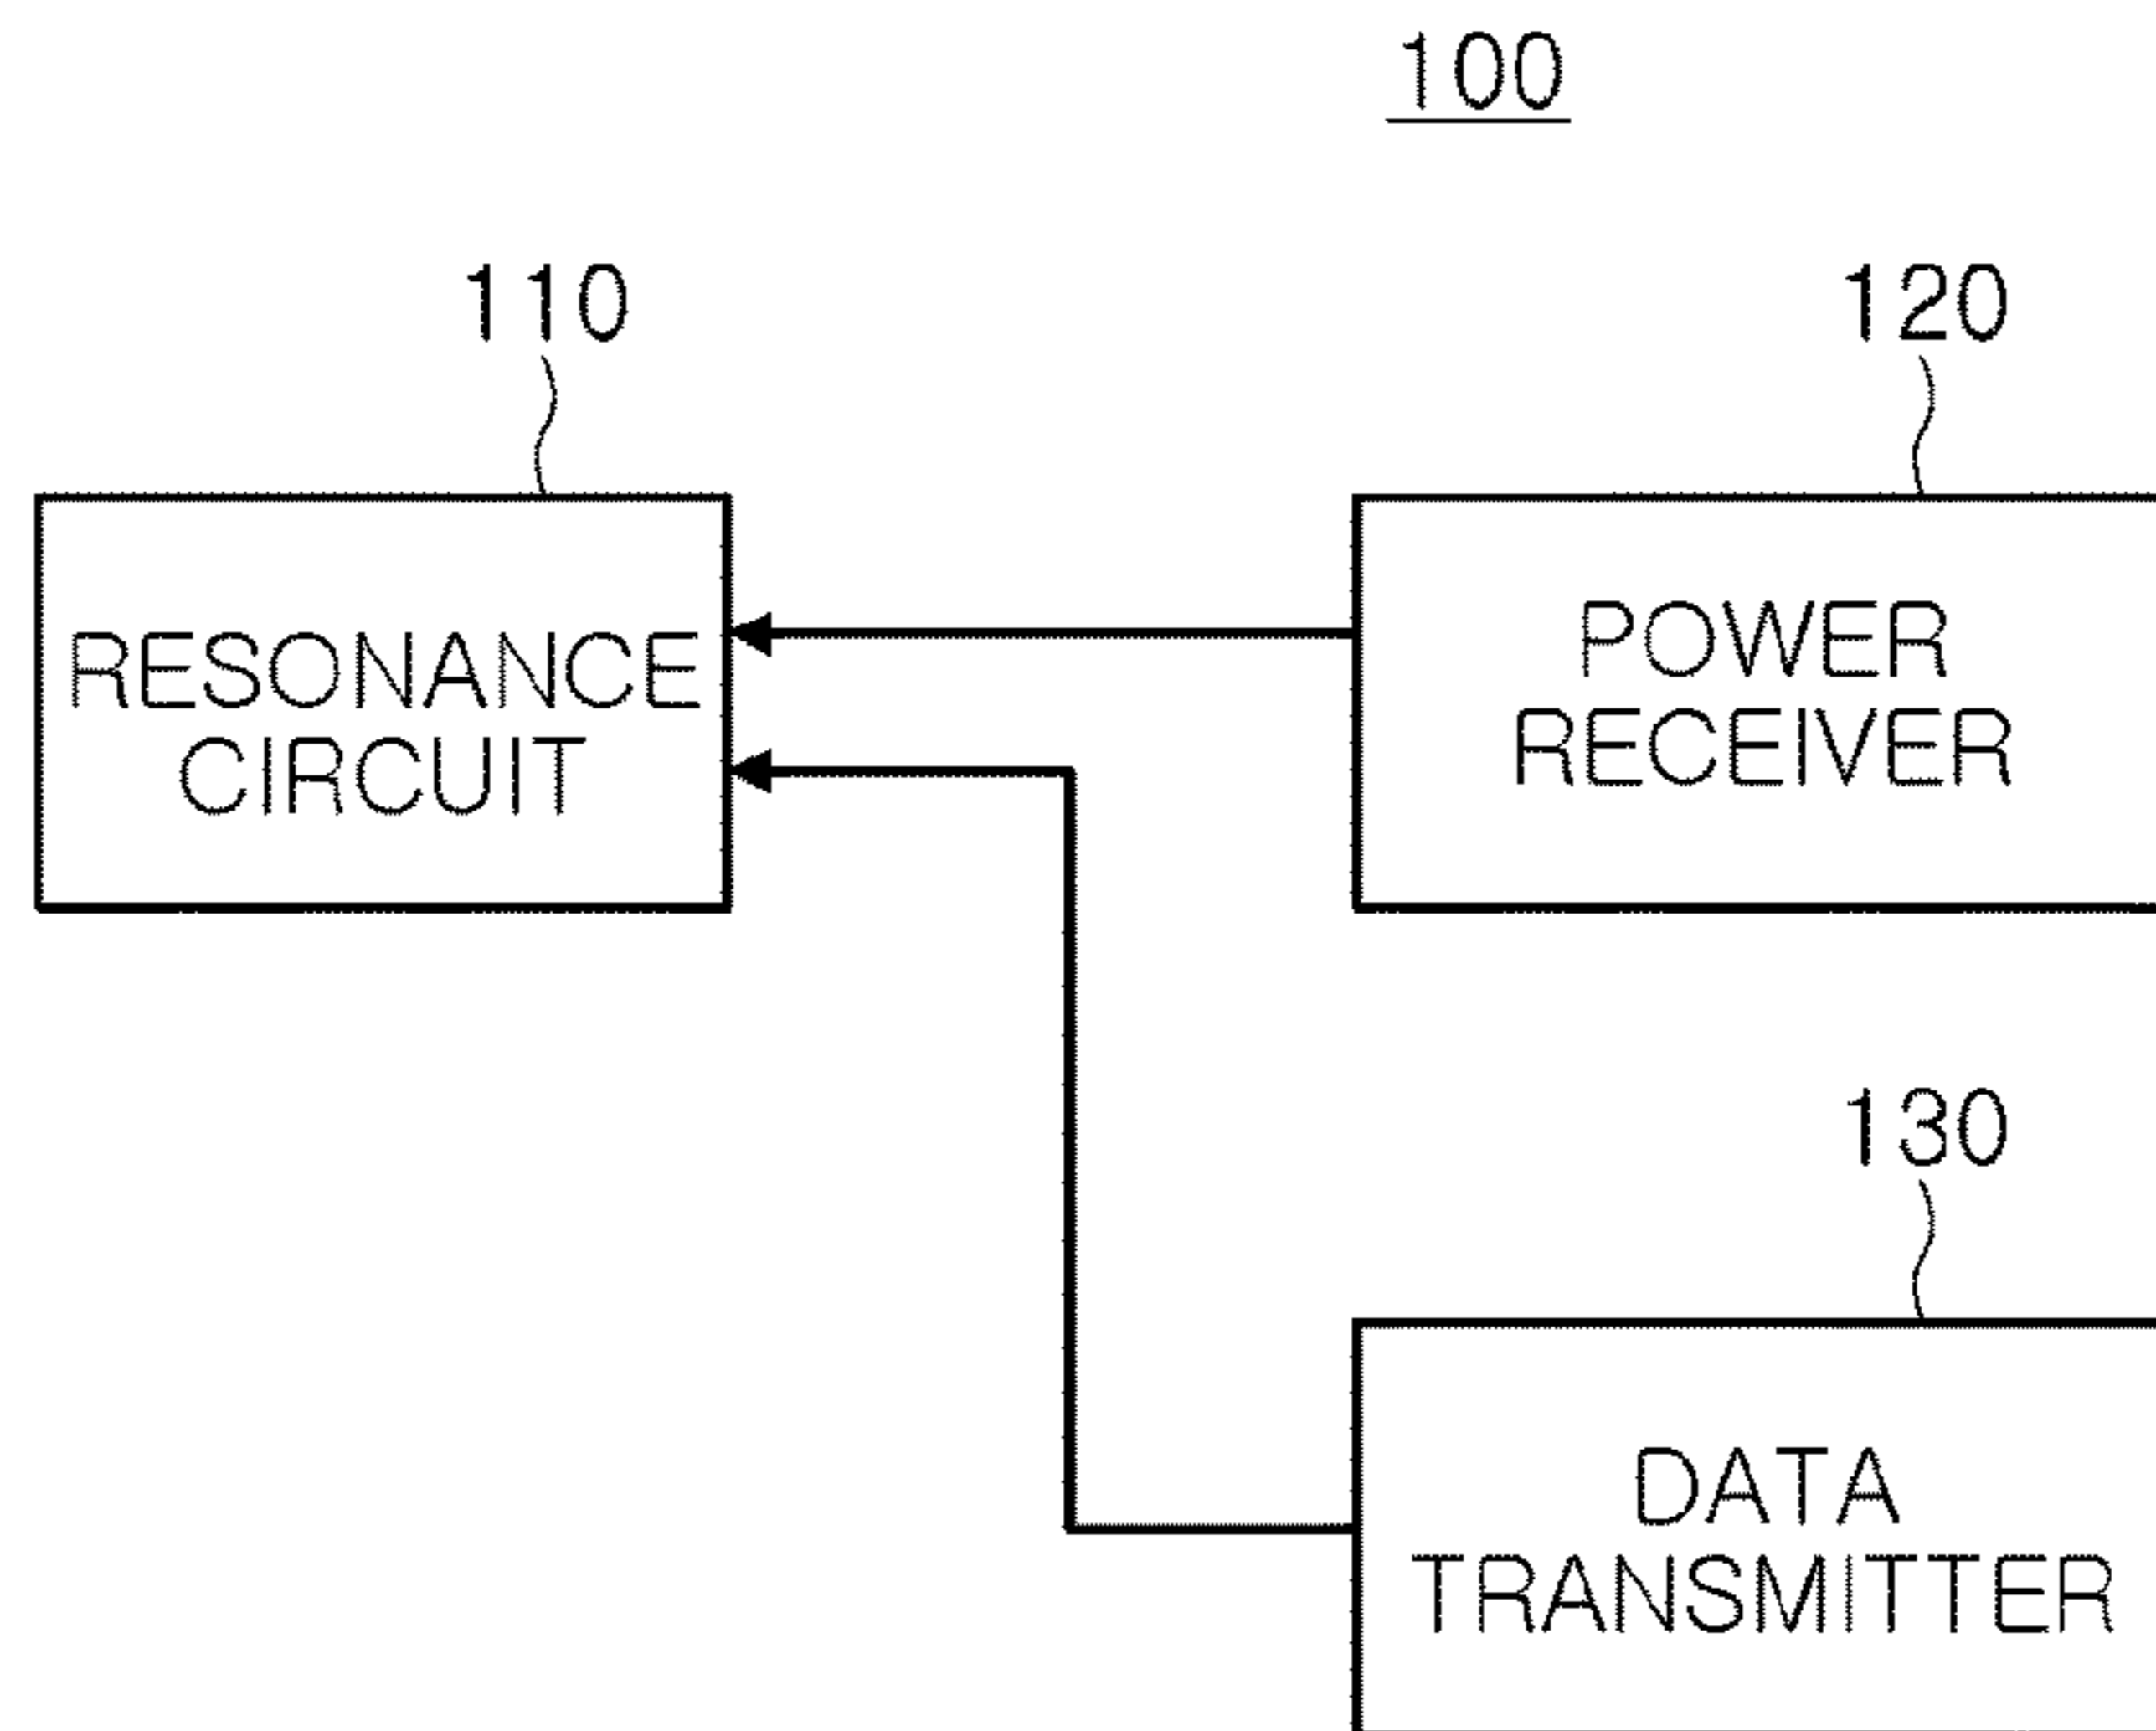 100
110
120
RESONANCE
CIRCUIT
POWER
RECEIVER
130
DATA
TRANSMITTER